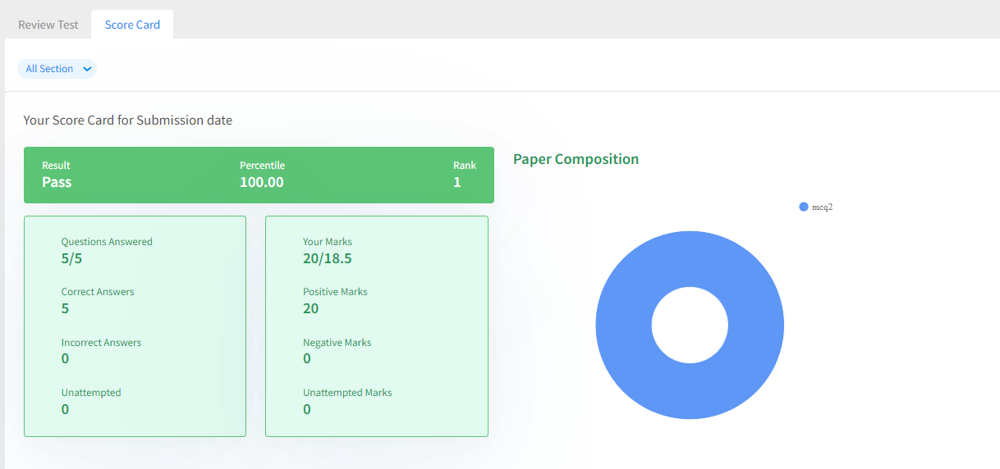 Review Test
Score Card
All Section
Your Score Card for Submission date
Result
Pass
Percentile
100.00
Rank
1
Questions Answered
5/5
Correct Answers
5
Incorrect Answers
0
Unattempted
0
Your Marks
20/18.5
Positive Marks
20
Negative Marks
0
Unattempted Marks
0
Paper Composition
mcq2